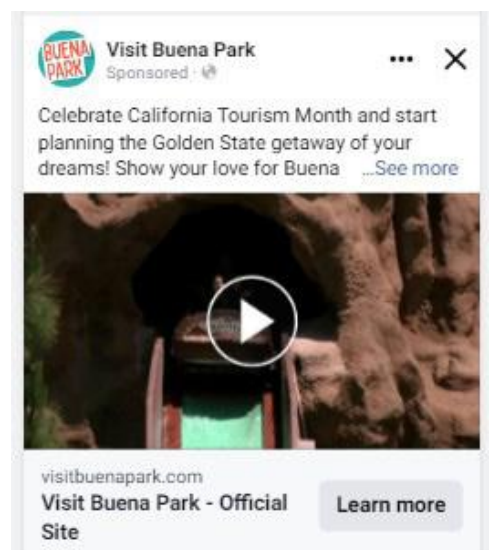 BUENA
PARK
Visit Buena Park
Sponsored ·
Celebrate California Tourism Month and start
planning the Golden State getaway of your
dreams! Show your love for Buena ...See more
visitbuenapark.com
Visit Buena Park - Official
Site
Learn more